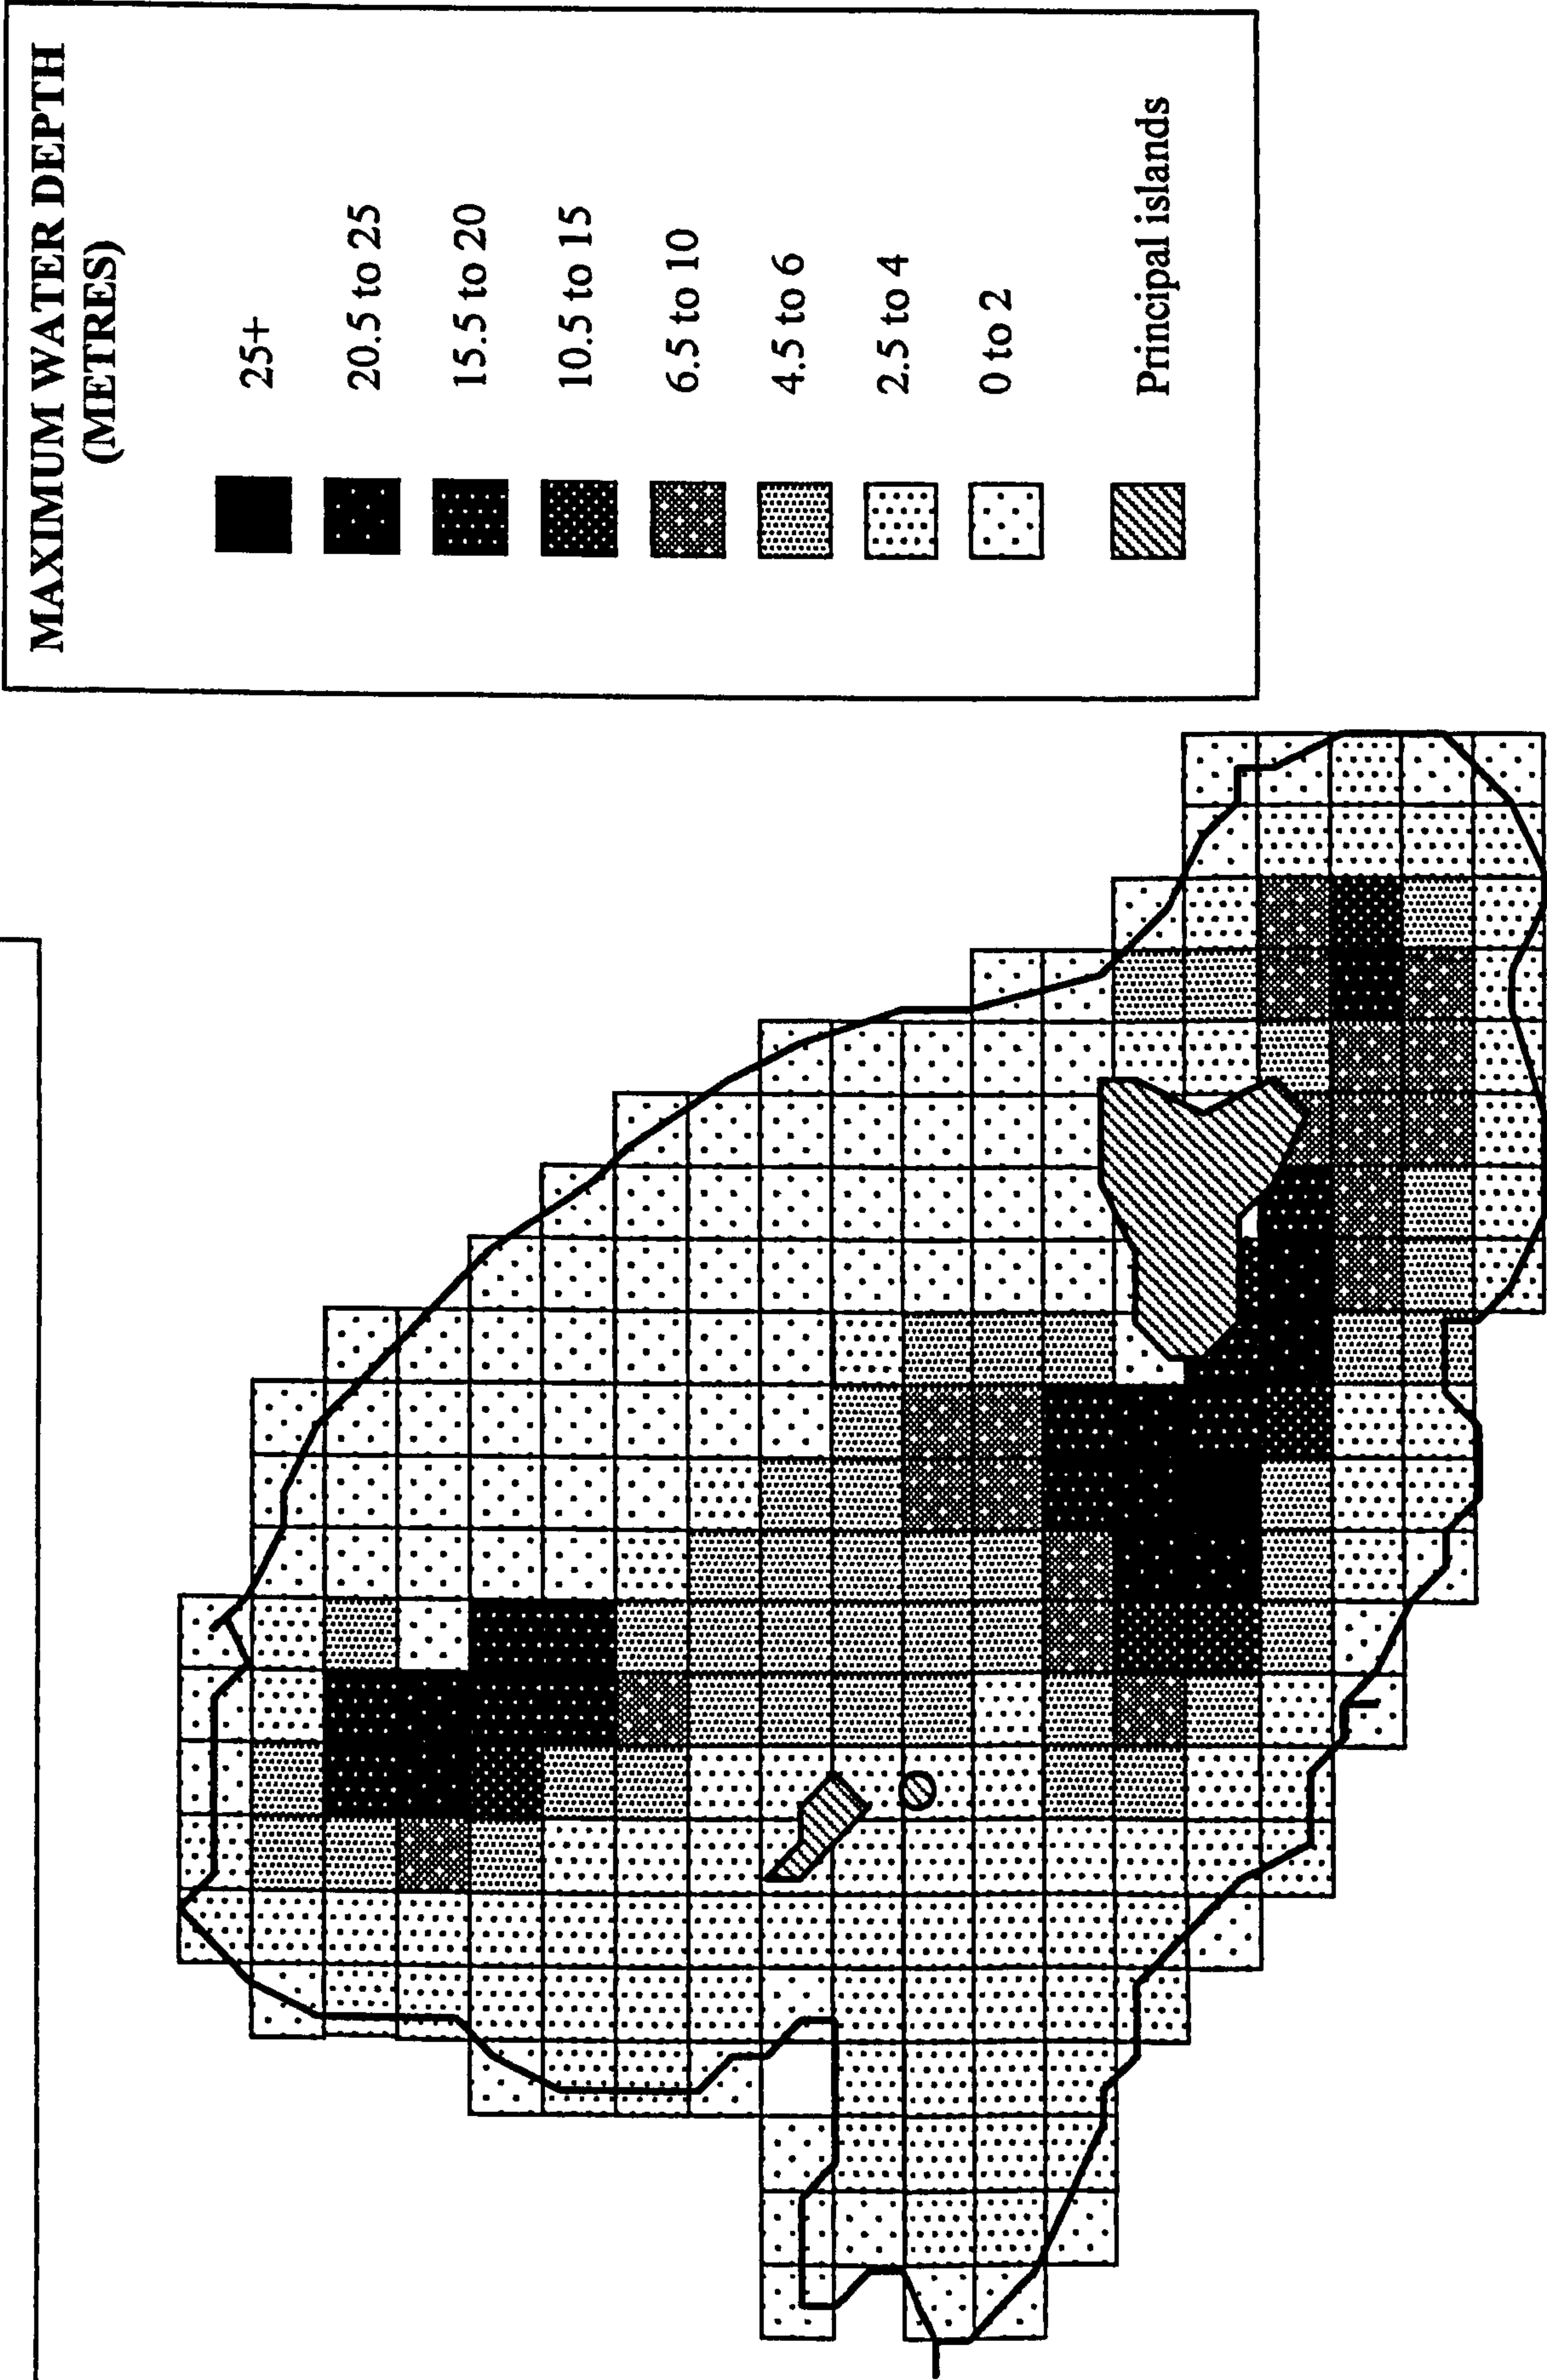 MAXIMUM WATER DEPTH
(METRES)
25+
20.5 to 25
15.5 to 20
10.5 to 15
6.5 to 10
4.5 to 6
2.5 to 4
0 to 2
Principal islands